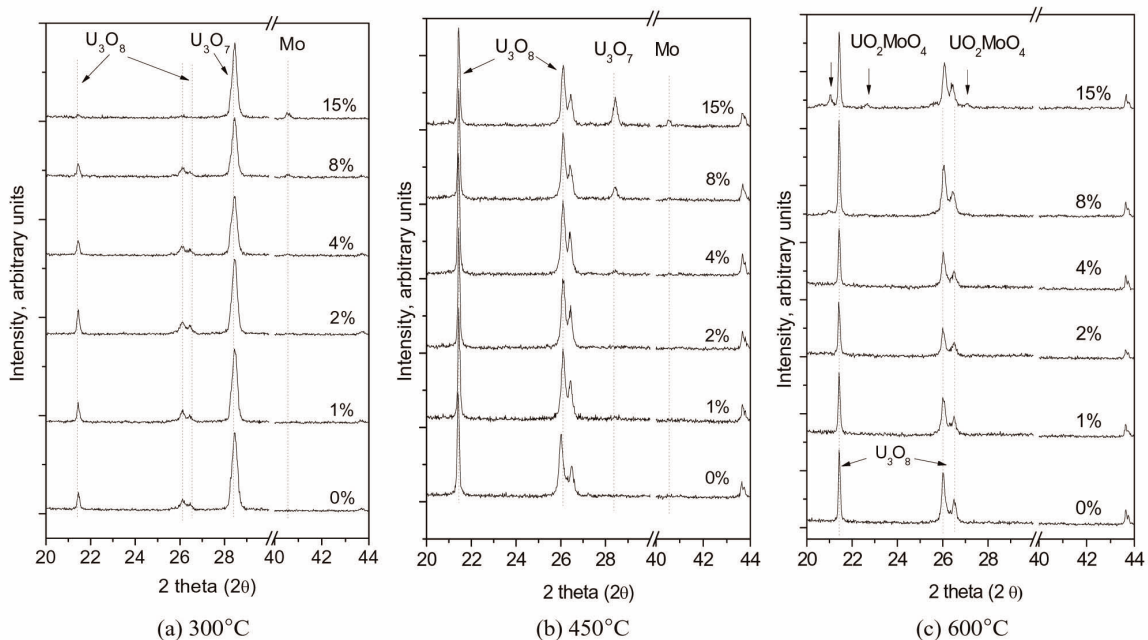 U₃O₈
U₃O₇
Mo
15%
8%
4%
2%
1%
0%
Intensity, arbitrary units
20 22 24 26 28 40 42 44
2 theta (2θ)
(a) 300°C
U₃O₈
U₃O₇
Mo
15%
8%
4%
2%
1%
0%
Intensity, arbitrary units
20 22 24 26 28 40 42 44
2 theta (2θ)
(b) 450°C
UO₂MoO₄
UO₂MoO₄
15%
8%
4%
2%
1%
U₃O₈
0%
Intensity, arbitrary units
20 22 24 26 28 40 42 44
2 theta (2 θ)
(c) 600°C